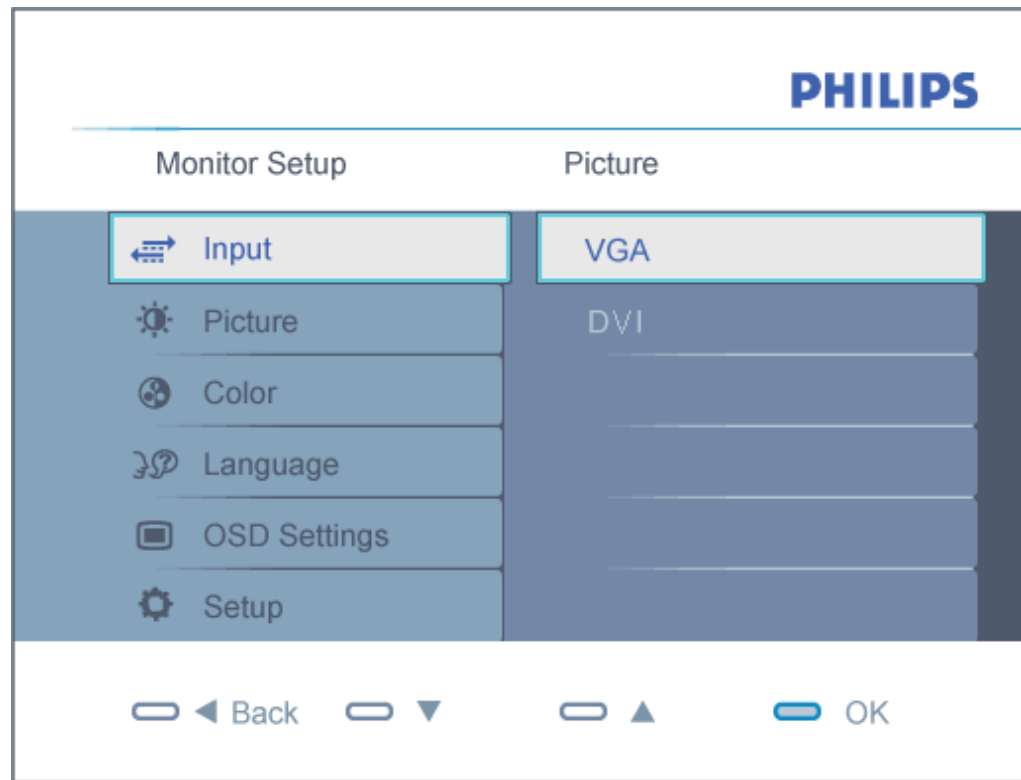 PHILIPS
Monitor Setup Picture
Input VGA
Picture DVI
Color
Language
OSD Settings
Setup
Back OK